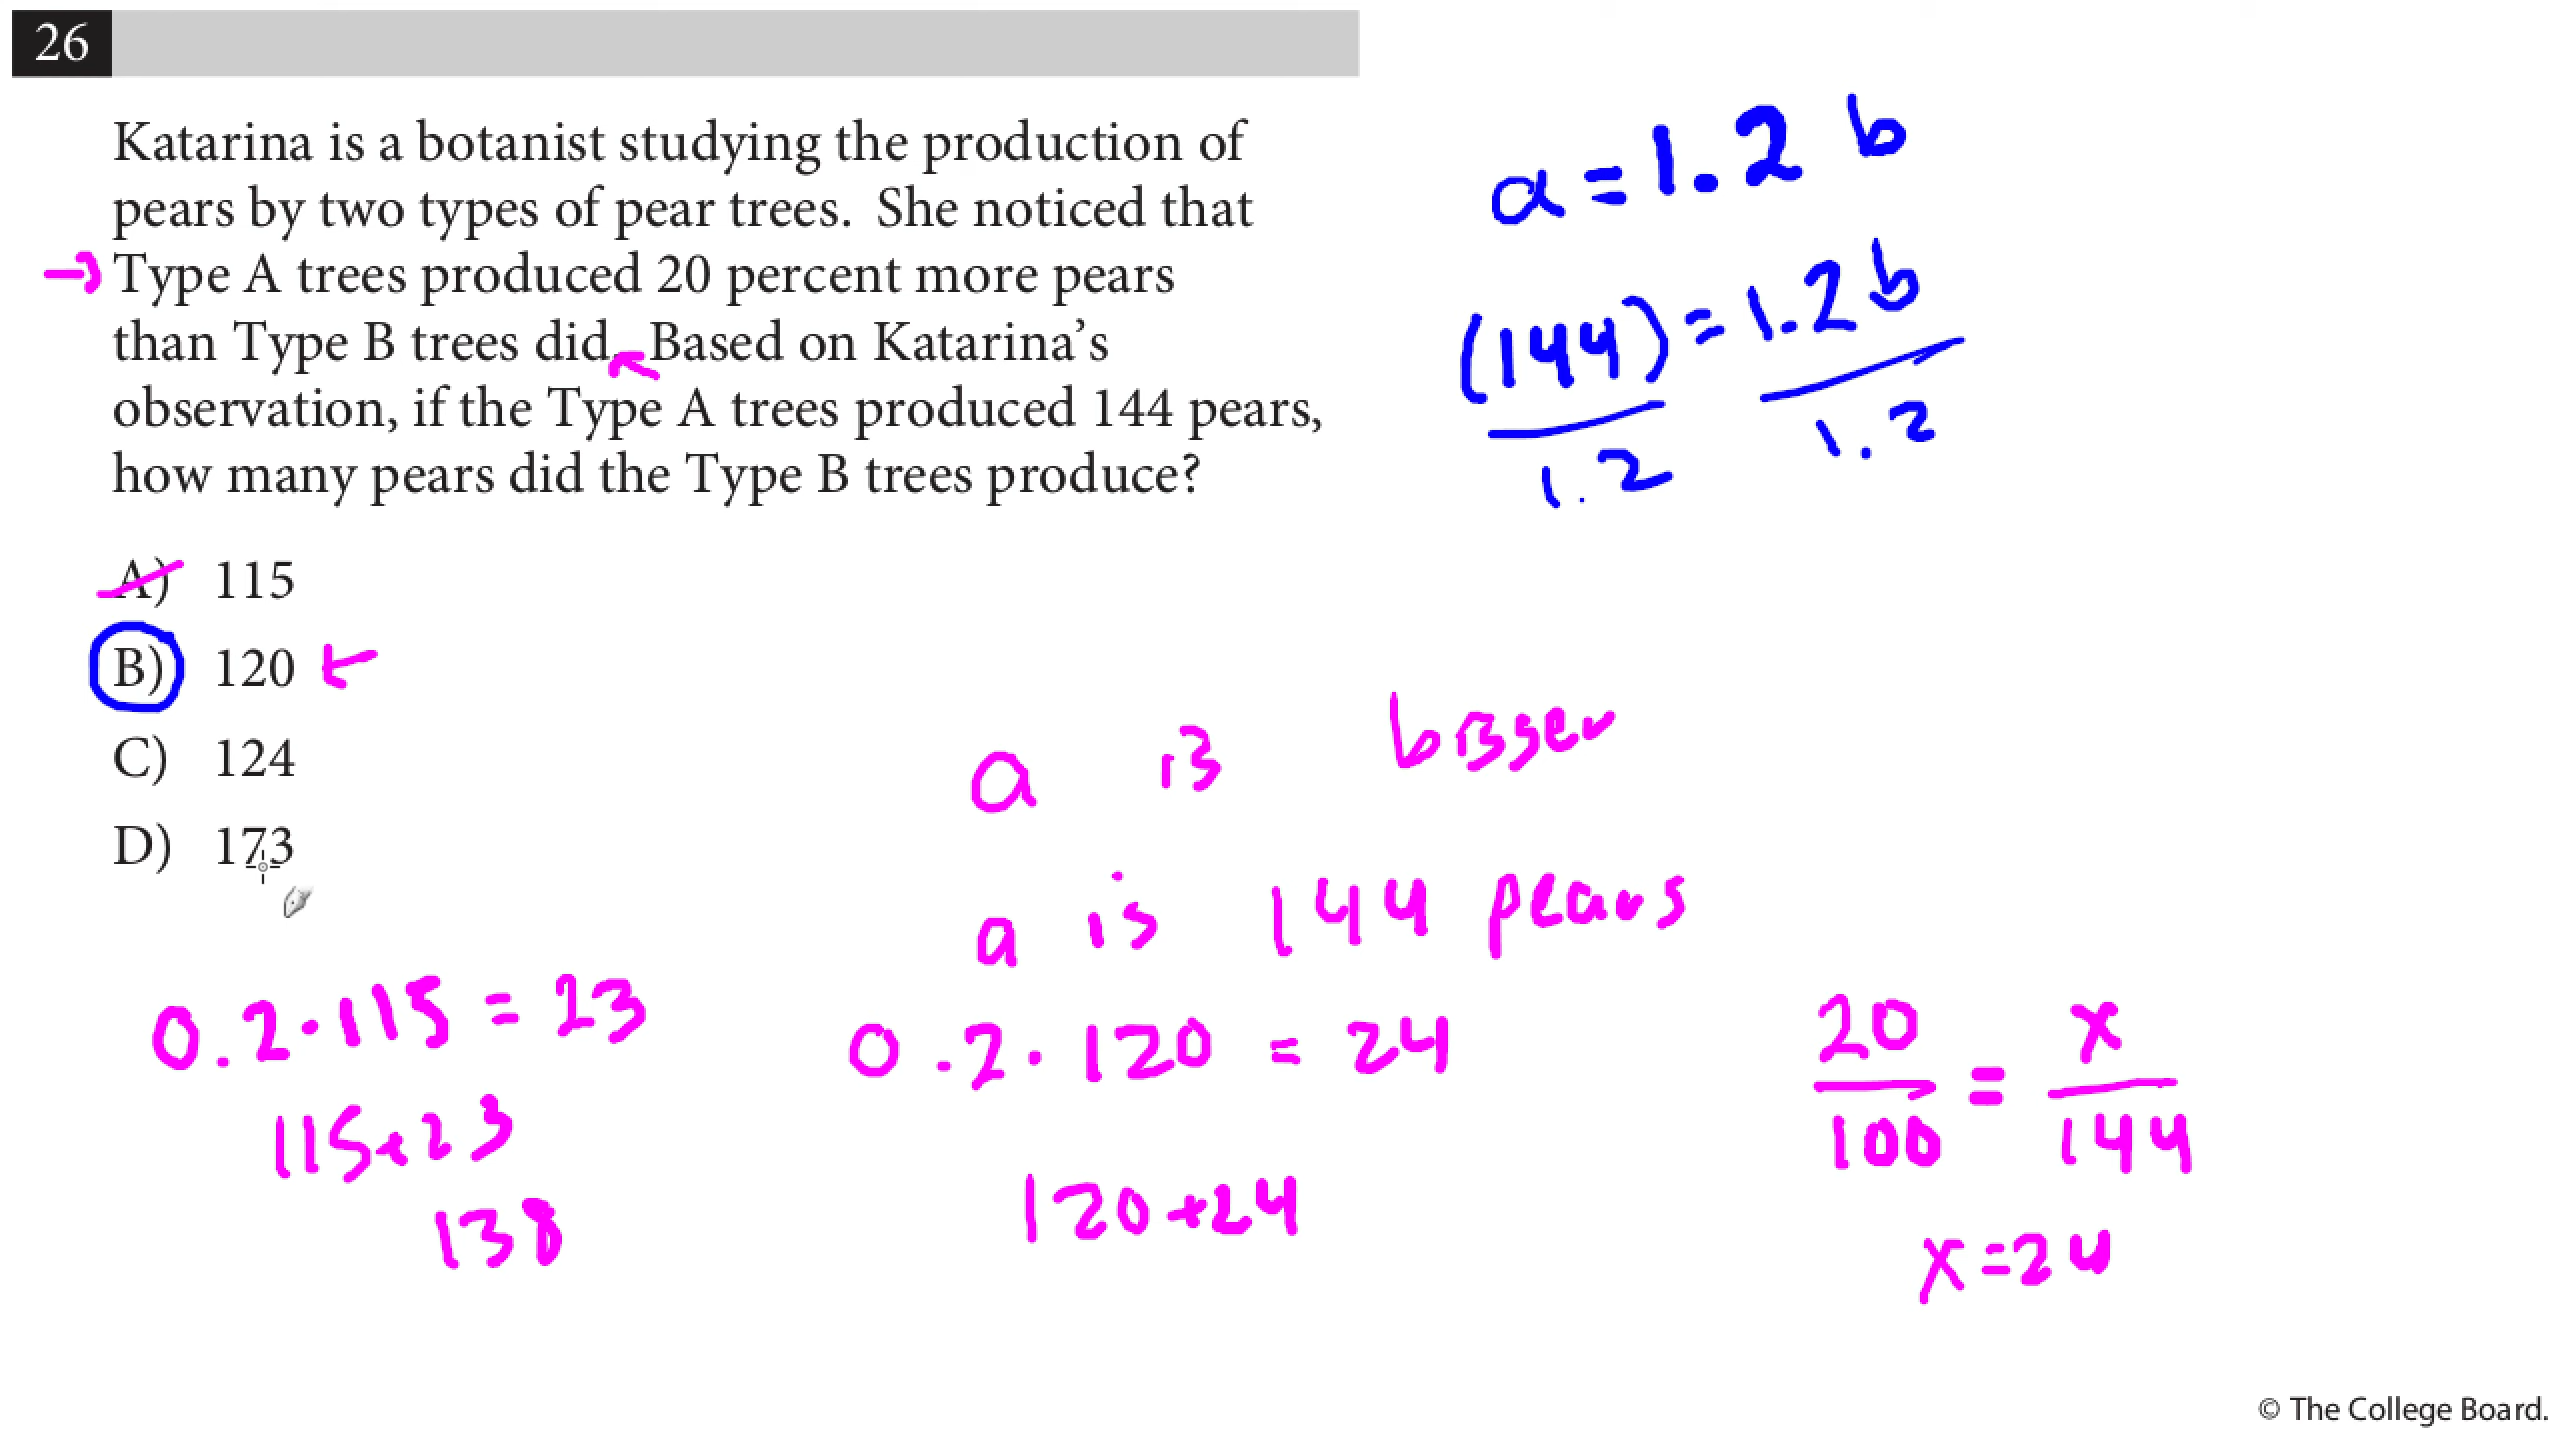 26
Katarina is a botanist studying the production of
pears by two types of pear trees. She noticed that
Type A trees produced 20 percent more pears
than Type B trees did. Based on Katarina’s
observation, if the Type A trees produced 144 pears,
how many pears did the Type B trees produce?
A) 115
B) 120
C) 124
D) 173
a = 1.2 b
(144) = 1.2 b
1.2 1.2
a is bigger
a is 144 pears
0.2 · 115 = 23
115 + 23
138
0.2 · 120 = 24
120 + 24
20 = x
100 144
x = 24
© The College Board.